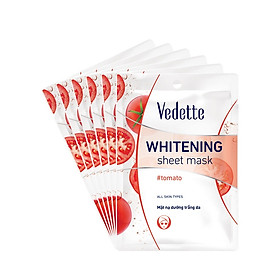 Vedette
WHITENING
sheet mask
#tomato
ALL SKIN TYPES
Mặt nạ dưỡng trắng da